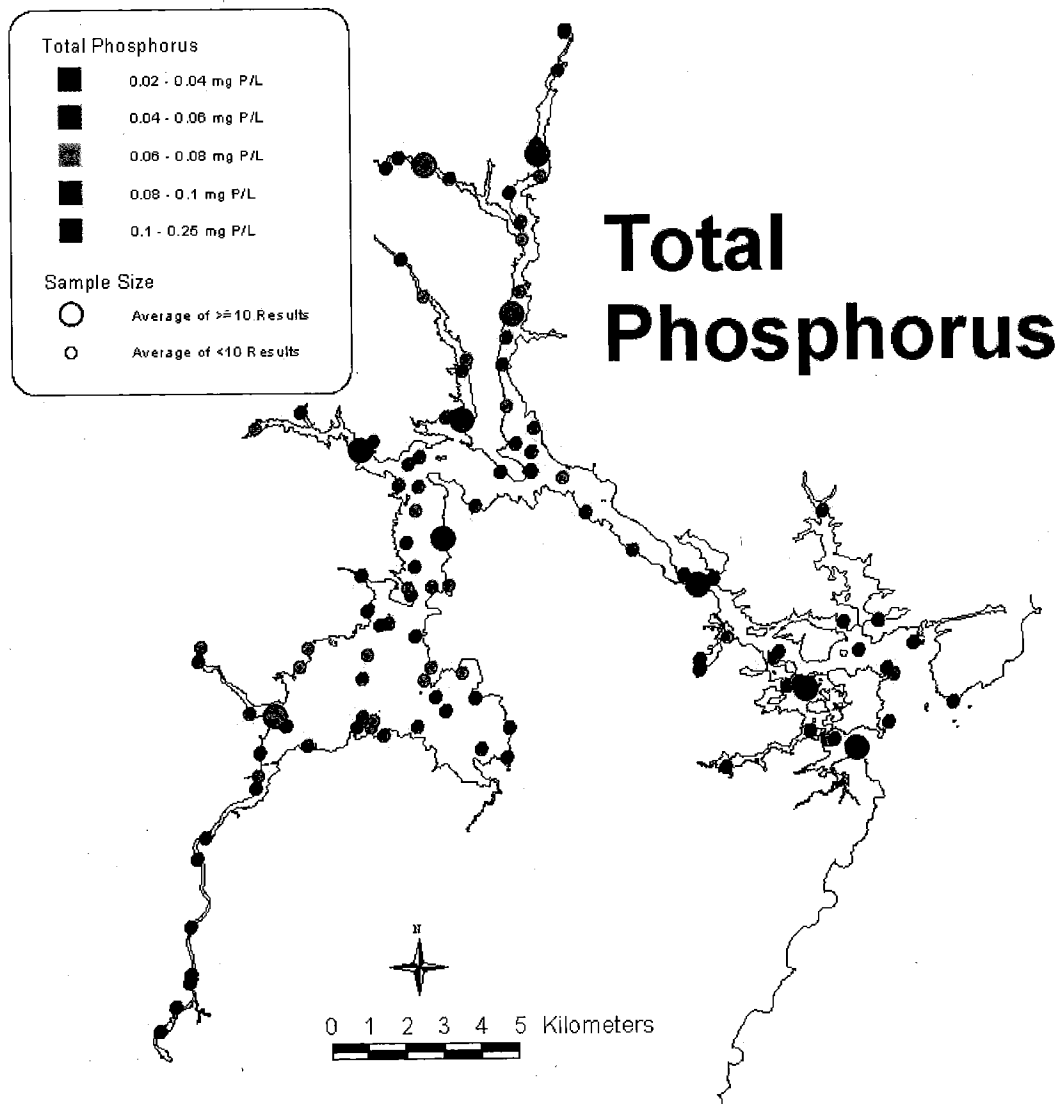 Total Phosphorus
0.02 - 0.04 mg P/L
0.04 - 0.06 mg P/L
0.06 - 0.08 mg P/L
0.08 - 0.1 mg P/L
0.1 - 0.25 mg P/L
Sample Size
Average of >=10 Results
Average of <10 Results
Total
Phosphorus
N
0 1 2 3 4 5 Kilometers